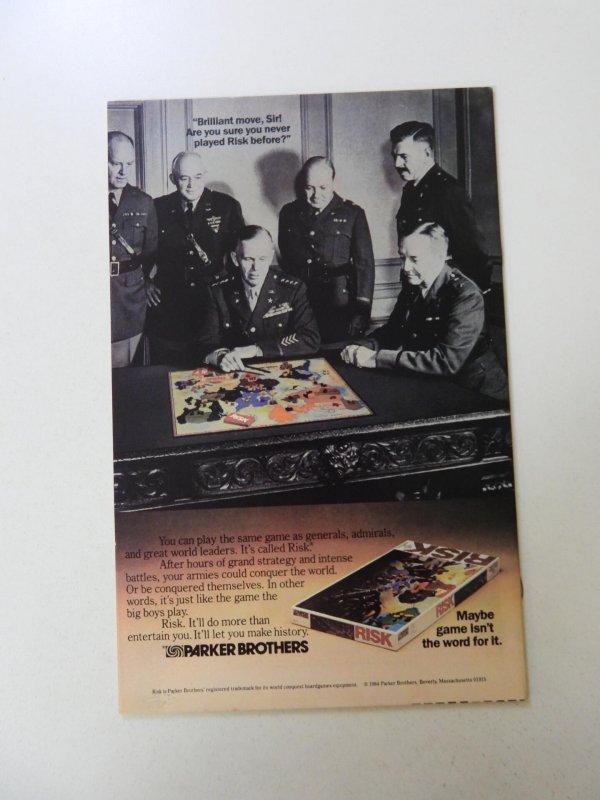 "Brilliant move, Sir!
Are you sure you never
played Risk before?"
RISK
You can play the same game as generals, admirals,
and great world leaders. It's called Risk.®
After hours of grand strategy and intense
battles, your armies could conquer the world.
Or be conquered themselves. In other
words, it's just like the game the
big boys play.
Risk. It'll do more than
entertain you. It'll let you make history.
PARKER BROTHERS
RISK
RISK
RISK
Maybe
game isn't
the word for it.
Risk is Parker Brothers' registered trademark for its world conquest boardgames equipment. © 1984 Parker Brothers, Beverly, Massachusetts 01915